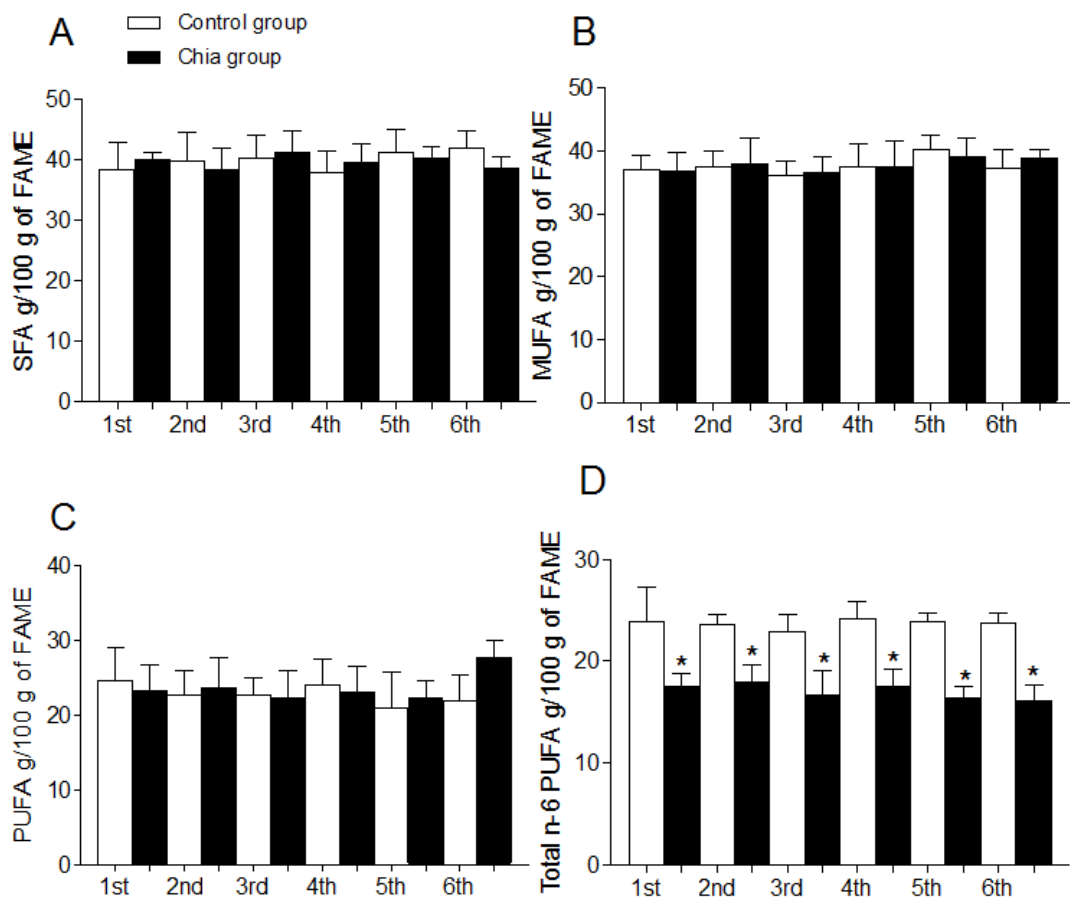 A
Control group
Chia group
SFA g/100 g of FAME
50
40
30
20
10
0
1st 2nd 3rd 4th 5th 6th
B
MUFA g/100 g of FAME
50
40
30
20
10
0
1st 2nd 3rd 4th 5th 6th
C
PUFA g/100 g of FAME
40
30
20
10
0
1st 2nd 3rd 4th 5th 6th
D
Total n-6 PUFA g/100 g of FAME
30
20
10
0
* * * * * *
1st 2nd 3rd 4th 5th 6th